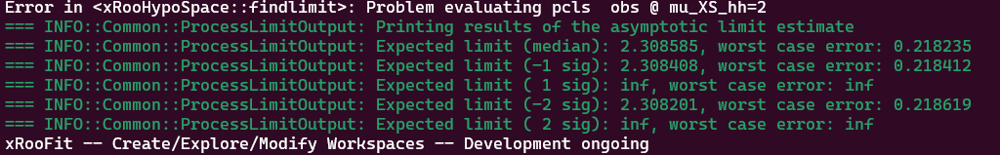 Error in <xRooHypoSpace::findlimit>: Problem evaluating pcls  obs @ mu_XS_hh=2
=== INFO::Common::ProcessLimitOutput: Printing results of the asymptotic limit estimate
=== INFO::Common::ProcessLimitOutput: Expected limit (median): 2.308585, worst case error: 0.218235
=== INFO::Common::ProcessLimitOutput: Expected limit (-1 sig): 2.308408, worst case error: 0.218412
=== INFO::Common::ProcessLimitOutput: Expected limit ( 1 sig): inf, worst case error: inf
=== INFO::Common::ProcessLimitOutput: Expected limit (-2 sig): 2.308201, worst case error: 0.218619
=== INFO::Common::ProcessLimitOutput: Expected limit ( 2 sig): inf, worst case error: inf
xRooFit -- Create/Explore/Modify Workspaces -- Development ongoing